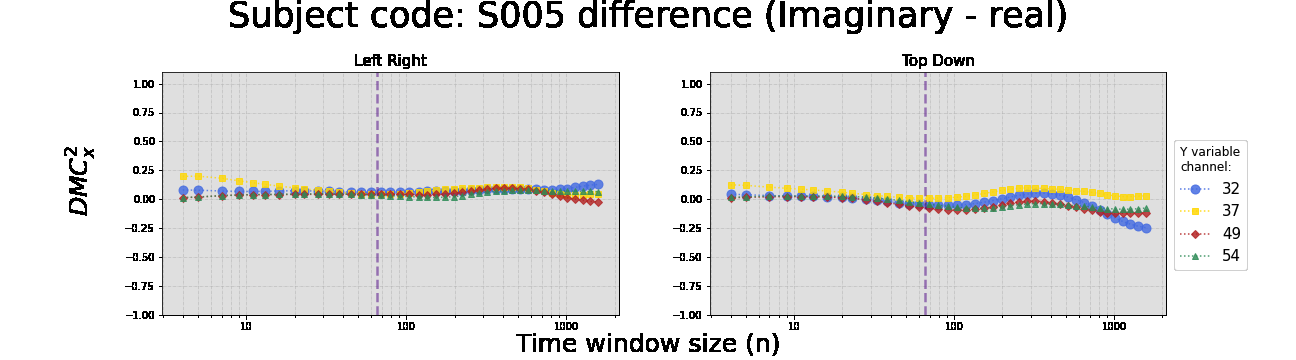 Subject code: S005 difference (Imaginary - real)
Left Right
Top Down
1.00
0.75
0.50
0.25
0.00
−0.25
−0.50
−0.75
−1.00
1.00
0.75
0.50
0.25
0.00
−0.25
−0.50
−0.75
−1.00
10 100 1000
10 100 1000
DMC²ₓ
Time window size (n)
Y variable
channel:
32
37
49
54